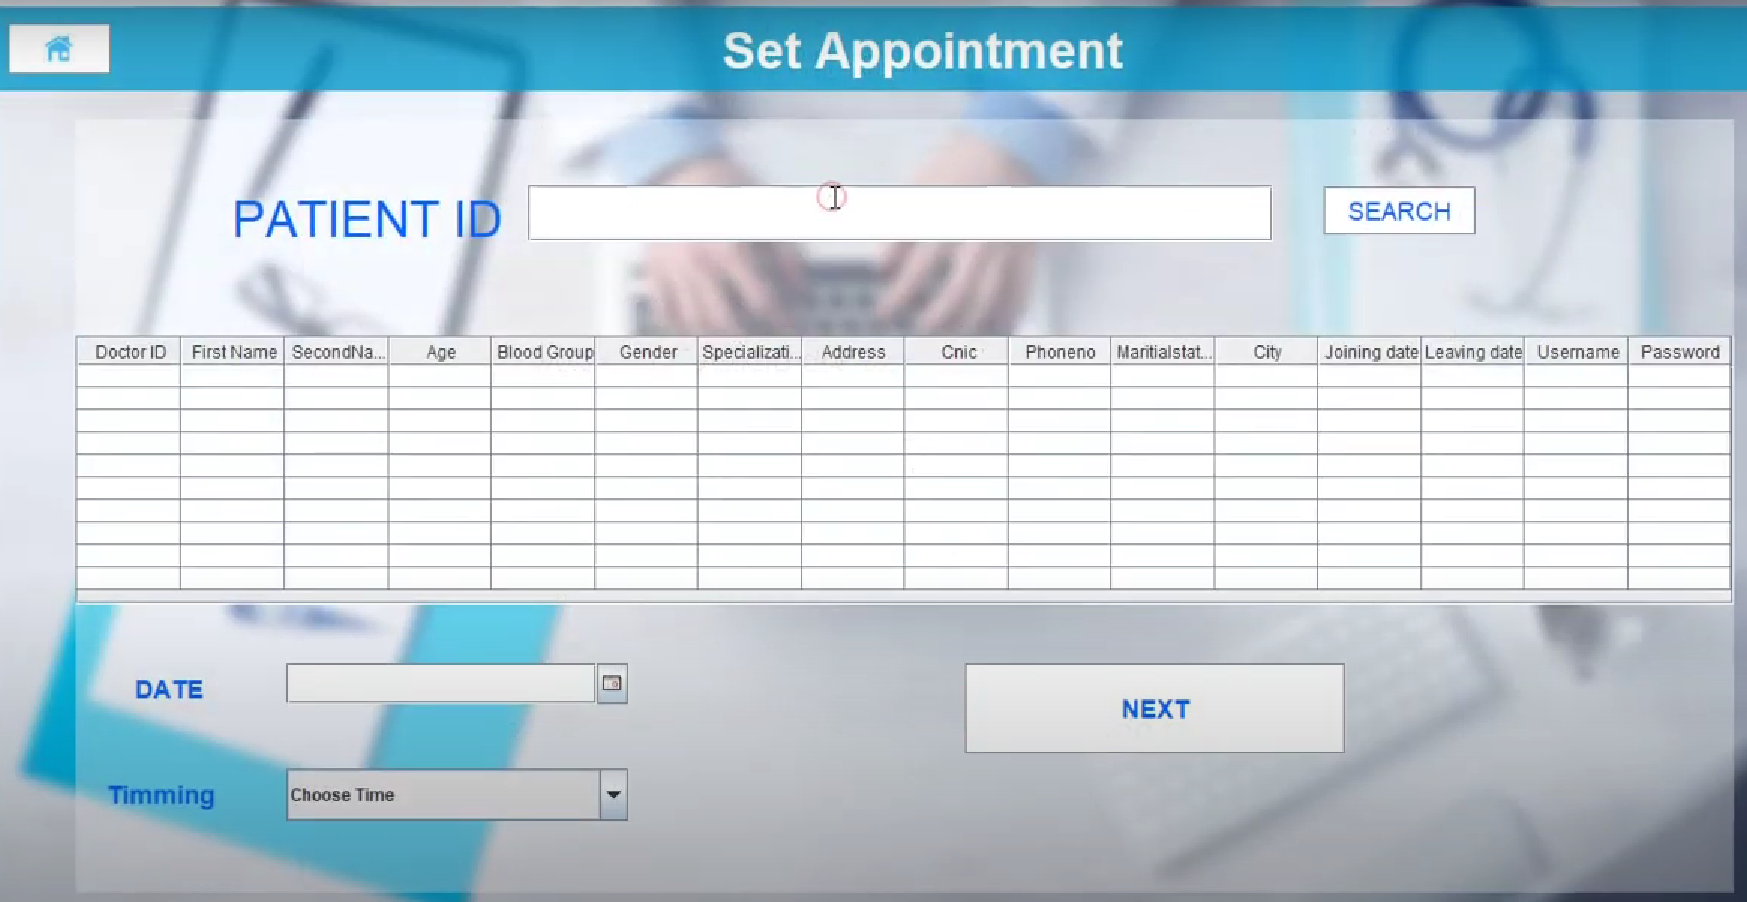 Set Appointment
PATIENT ID
SEARCH
Doctor ID First Name SecondNa... Age Blood Group Gender Specializati... Address Cnic Phoneno Maritialstat... City Joining date Leaving date Username Password
DATE
NEXT
Timming
Choose Time